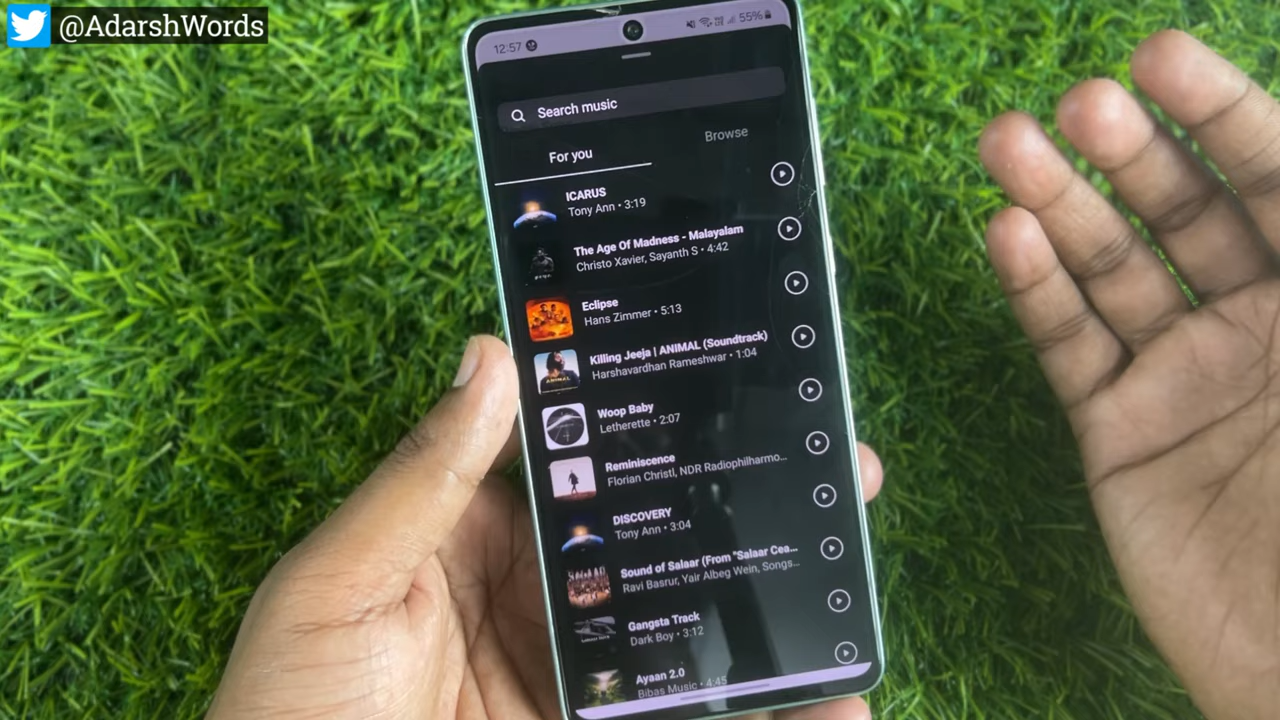 @AdarshWords
12:57
55%
Search music
For you
Browse
ICARUS
Tony Ann • 3:19
The Age Of Madness - Malayalam
Christo Xavier, Sayanth S • 4:42
Eclipse
Hans Zimmer • 5:13
Killing Jeeja | ANIMAL (Soundtrack)
Harshavardhan Rameshwar • 1:04
ANIMAL
Woop Baby
Letherette • 2:07
Reminiscence
Florian Christl, NDR Radiophilharmo...
DISCOVERY
Tony Ann • 3:04
Sound of Salaar (From "Salaar Cea...
Ravi Basrur, Yair Albeg Wein, Songs...
Gangsta Track
Dark Boy • 3:12
Ayaan 2.0
Bibas Music • 4:45